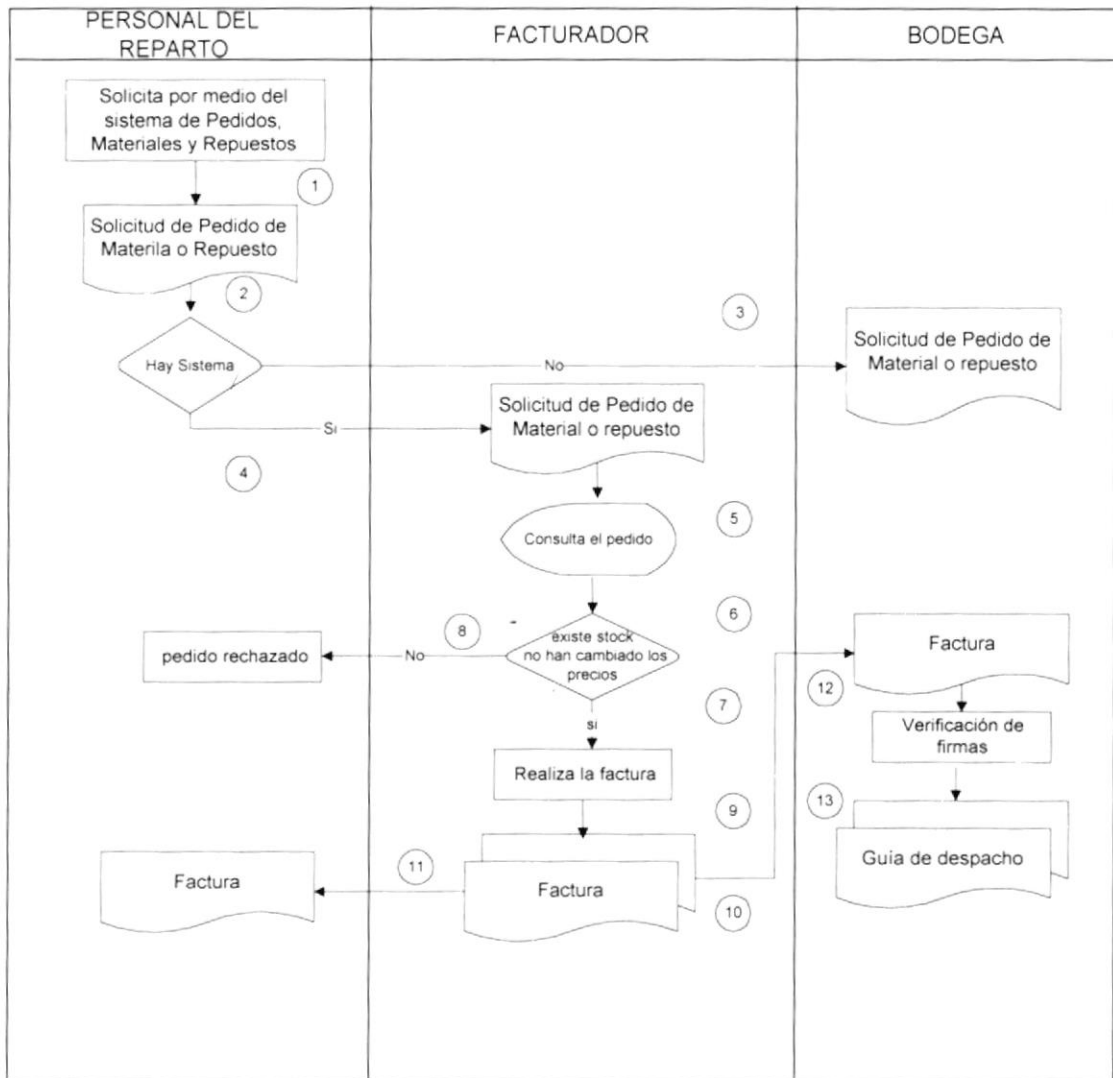 PERSONAL DEL
REPARTO
FACTURADOR
BODEGA
Solicita por medio del
sistema de Pedidos,
Materiales y Repuestos
1
Solicitud de Pedido de
Materila o Repuesto
2
3
Hay Sistema
No
Solicitud de Pedido de
Material o repuesto
Si
Solicitud de Pedido de
Material o repuesto
4
5
Consulta el pedido
6
8
existe stock
no han cambiado los
precios
No
pedido rechazado
Factura
7
12
si
Verificación de
firmas
Realiza la factura
9
13
Guia de despacho
11
Factura
Factura
10